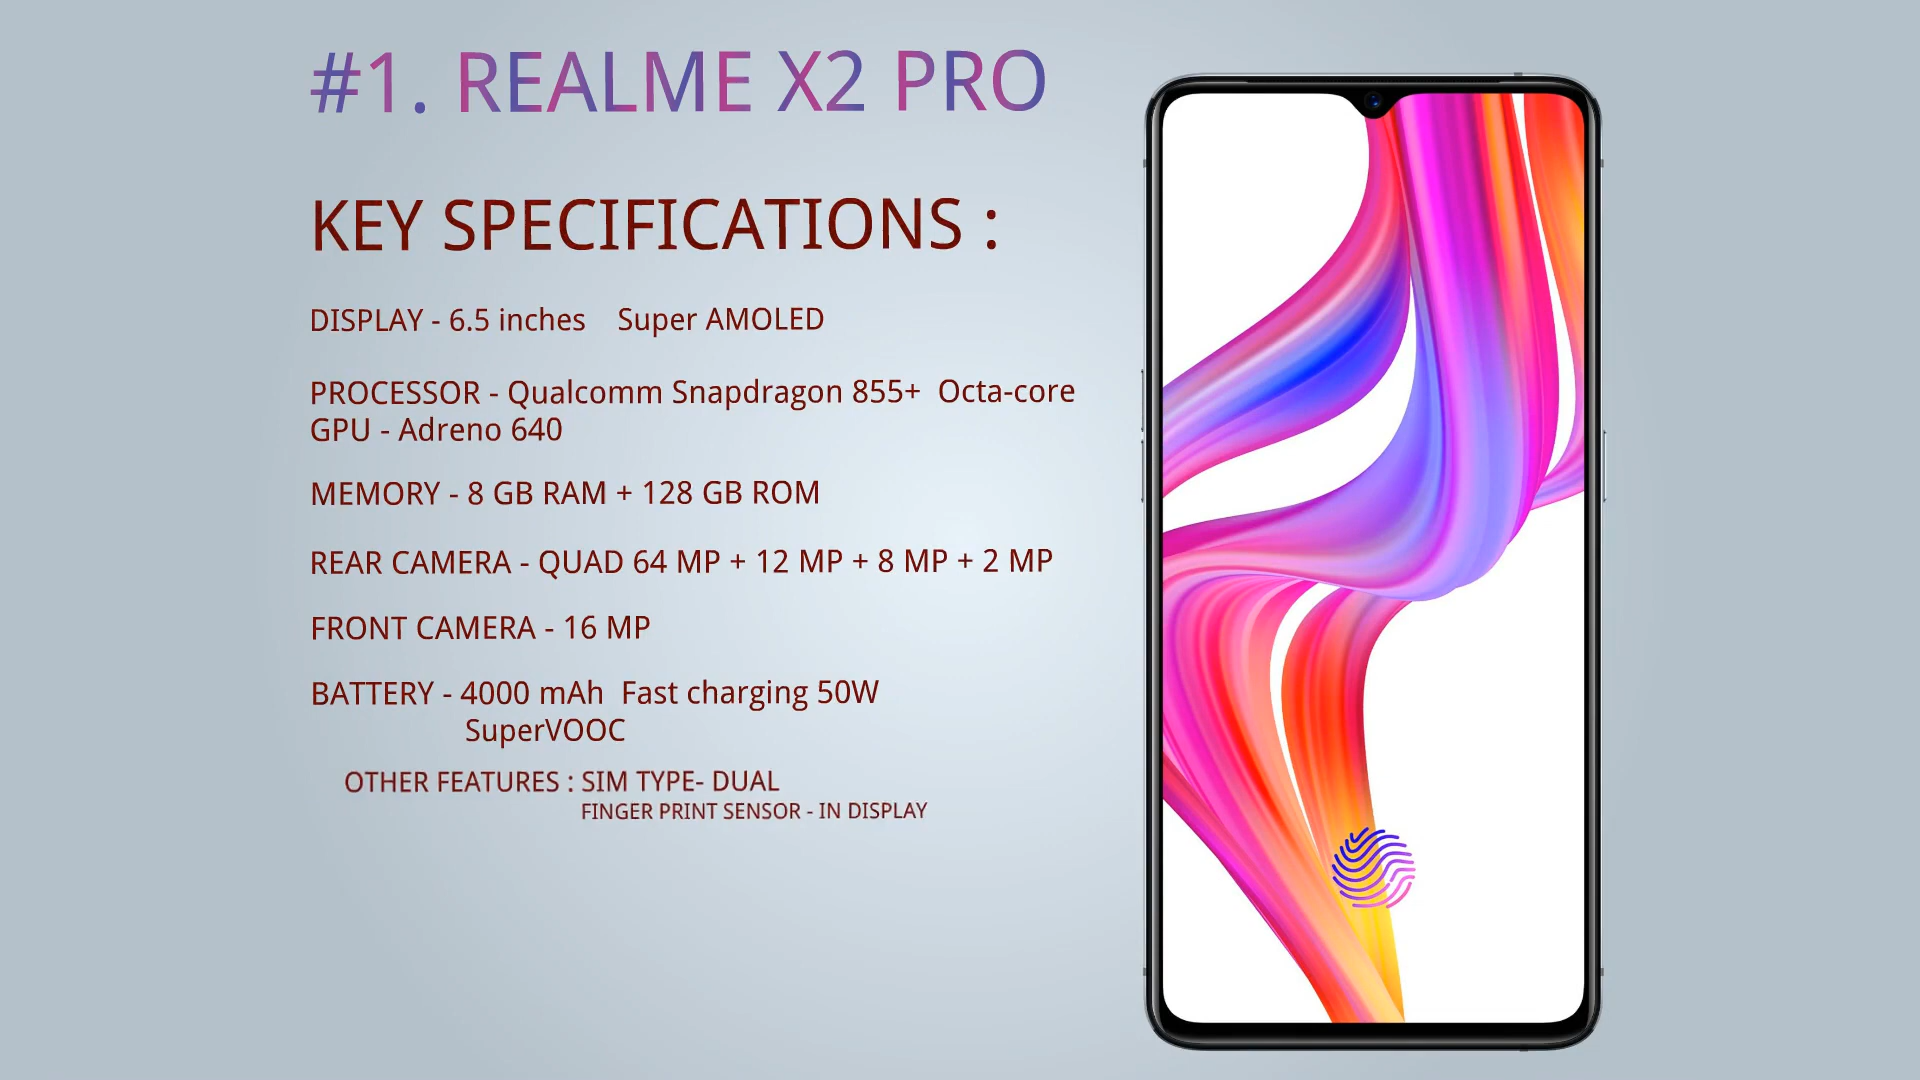 #1. REALME X2 PRO
KEY SPECIFICATIONS :
DISPLAY - 6.5 inches Super AMOLED
PROCESSOR - Qualcomm Snapdragon 855+ Octa-core
GPU - Adreno 640
MEMORY - 8 GB RAM + 128 GB ROM
REAR CAMERA - QUAD 64 MP + 12 MP + 8 MP + 2 MP
FRONT CAMERA - 16 MP
BATTERY - 4000 mAh Fast charging 50W
SuperVOOC
OTHER FEATURES : SIM TYPE- DUAL
FINGER PRINT SENSOR - IN DISPLAY